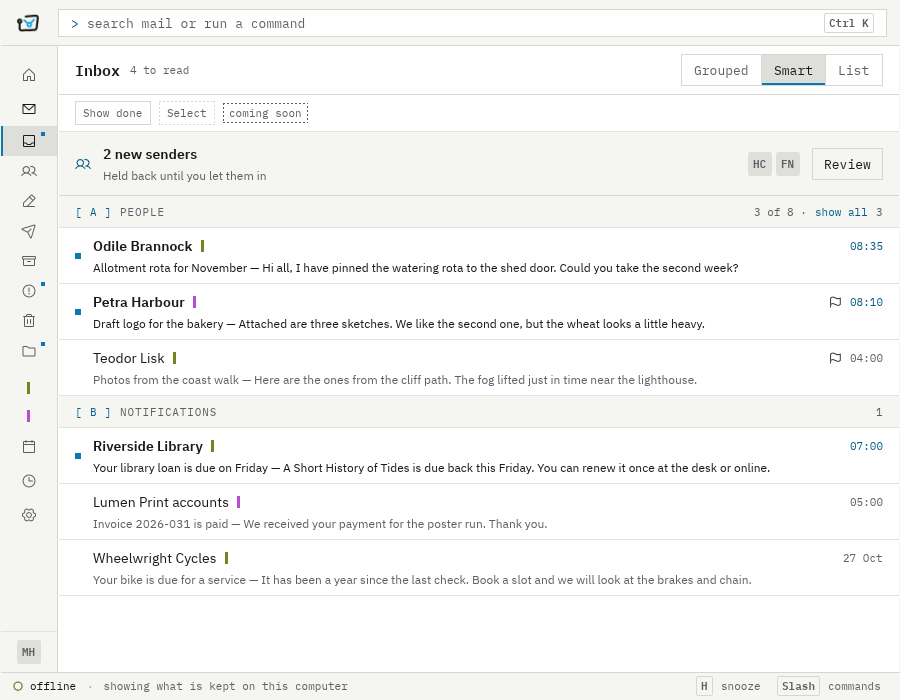 > search mail or run a command Ctrl K
Inbox 4 to read Grouped Smart List
Show done Select coming soon
2 new senders
Held back until you let them in
HC FN Review
[ A ] PEOPLE 3 of 8 · show all 3
Odile Brannock 08:35
Allotment rota for November — Hi all, I have pinned the watering rota to the shed door. Could you take the second week?
Petra Harbour 08:10
Draft logo for the bakery — Attached are three sketches. We like the second one, but the wheat looks a little heavy.
Teodor Lisk 04:00
Photos from the coast walk — Here are the ones from the cliff path. The fog lifted just in time near the lighthouse.
[ B ] NOTIFICATIONS 1
Riverside Library 07:00
Your library loan is due on Friday — A Short History of Tides is due back this Friday. You can renew it once at the desk or online.
Lumen Print accounts 05:00
Invoice 2026-031 is paid — We received your payment for the poster run. Thank you.
Wheelwright Cycles 27 Oct
Your bike is due for a service — It has been a year since the last check. Book a slot and we will look at the brakes and chain.
MH
offline · showing what is kept on this computer H snooze Slash commands